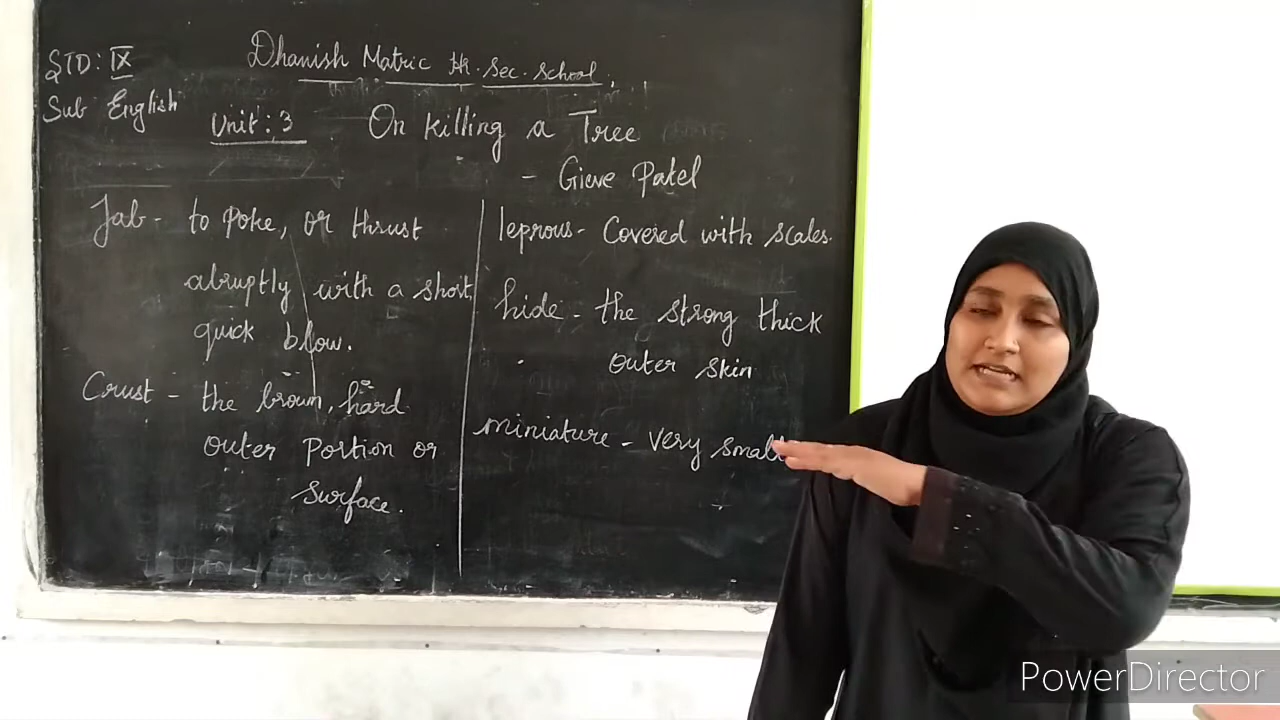 STD: IX
Dhanish Matric Hr. Sec. School,
Sub English
Unit: 3 On killing a Tree
- Gieve Patel
Jab - to poke, or thrust
abruptly with a short,
quick blow.
Crust - the brown, hard
outer portion or
surface.
leprous - Covered with scales.
hide - the strong thick
outer skin
miniature - very small
PowerDirector